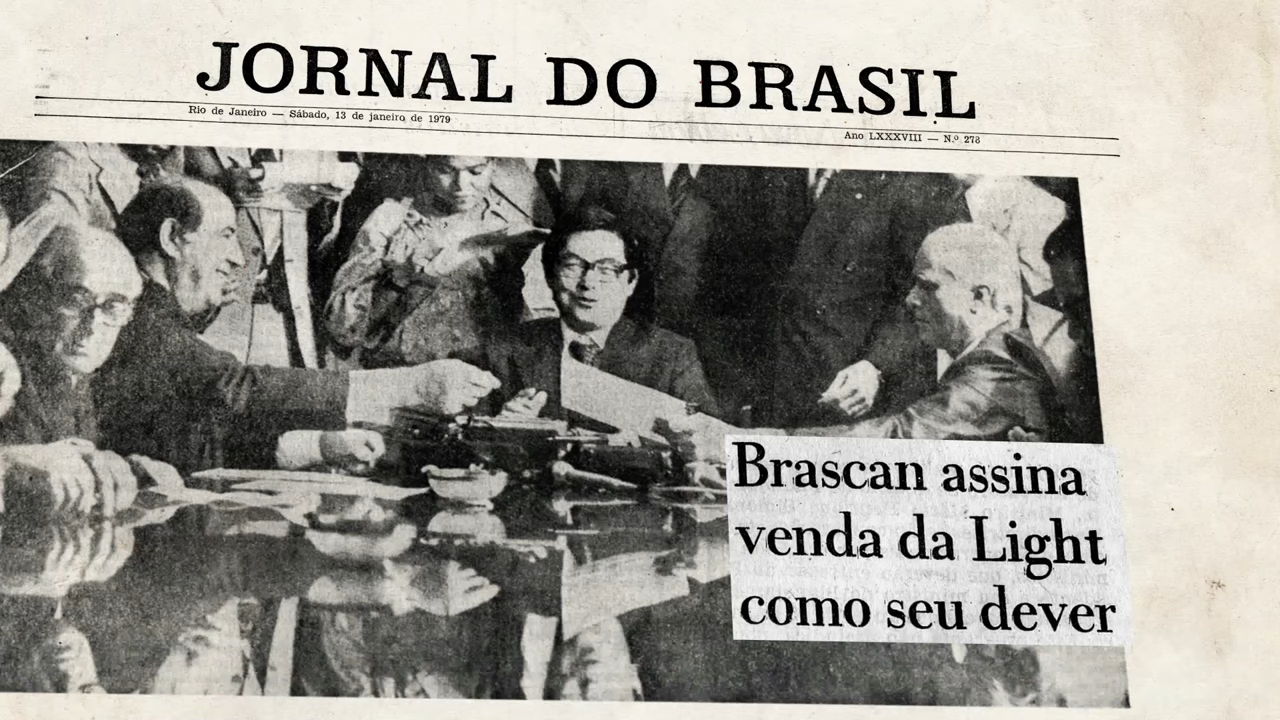 JORNAL DO BRASIL
Rio de Janeiro — Sábado, 13 de janeiro de 1979
Ano LXXXVIII — N.º 278
Brascan assina
venda da Light
como seu dever